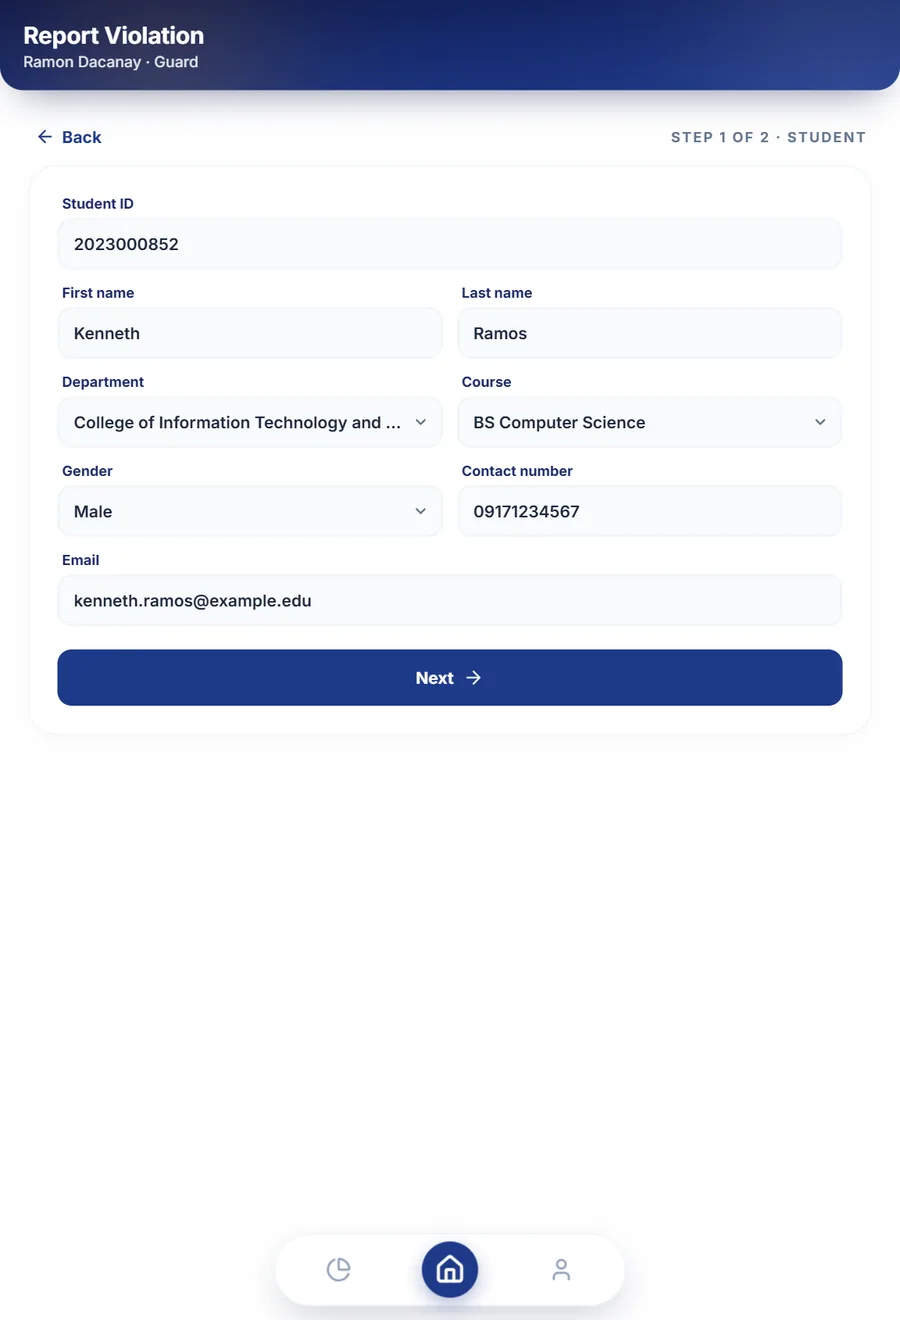 Report Violation
Ramon Dacanay · Guard
Back
STEP 1 OF 2 · STUDENT
Student ID
2023000852
First name
Last name
Kenneth
Ramos
Department
Course
College of Information Technology and ...
BS Computer Science
Gender
Contact number
Male
09171234567
Email
kenneth.ramos@example.edu
Next